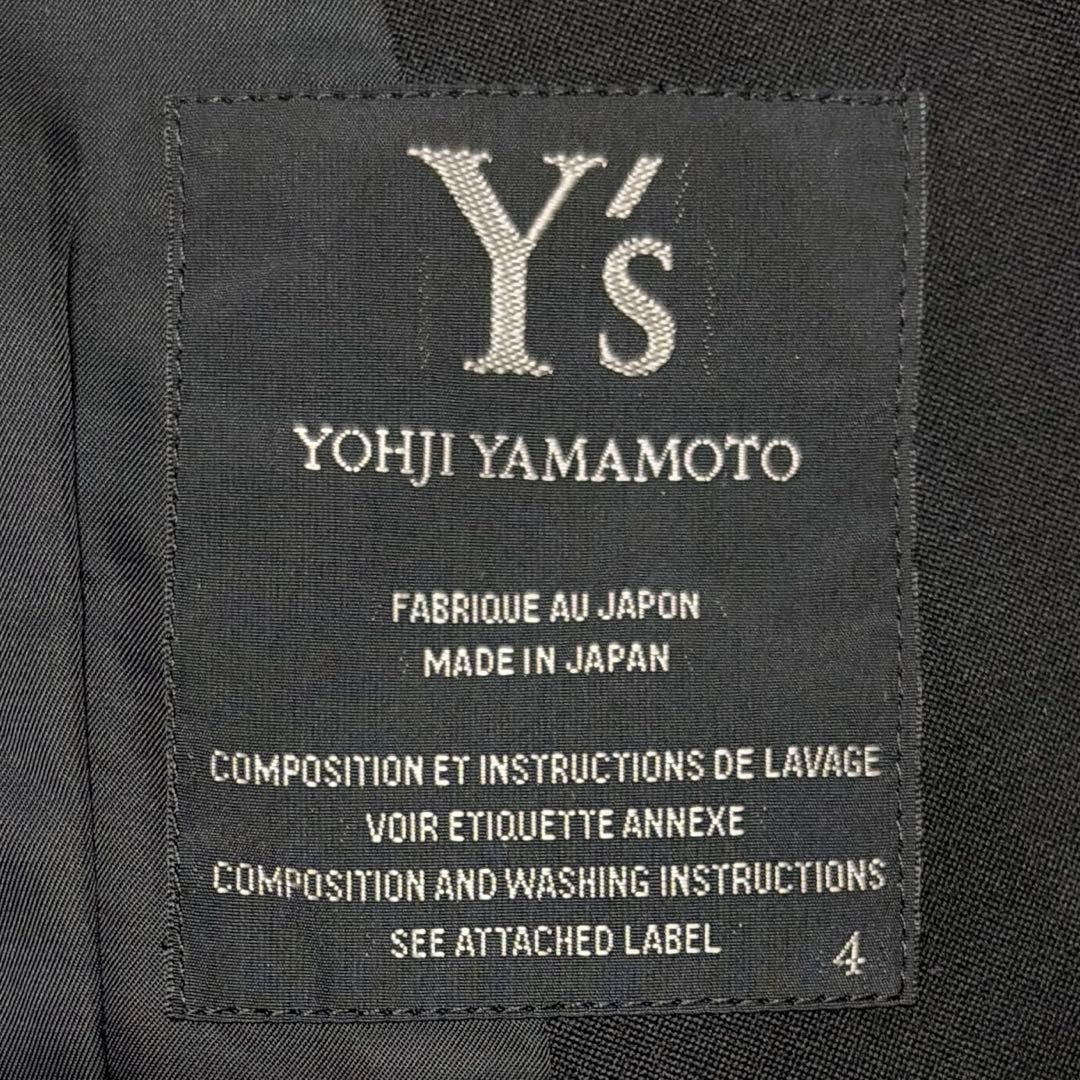 Y's
YOHJI YAMAMOTO
FABRIQUE AU JAPON
MADE IN JAPAN
COMPOSITION ET INSTRUCTIONS DE LAVAGE
VOIR ETIQUETTE ANNEXE
COMPOSITION AND WASHING INSTRUCTIONS
SEE ATTACHED LABEL
4